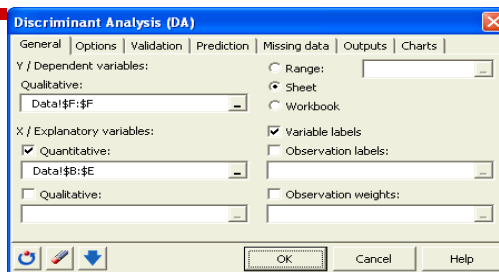 Discriminant Analysis (DA)
General Options Validation Prediction Missing data Outputs Charts
Y / Dependent variables:
Qualitative:
Data!$F:$F
X / Explanatory variables:
Quantitative:
Data!$B:$E
Qualitative:
Range:
Sheet
Workbook
Variable labels
Observation labels:
Observation weights:
OK Cancel Help